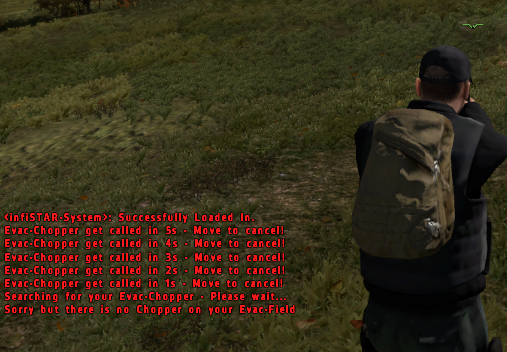 <infiSTAR-System>: Successfully Loaded In.
Evac-Chopper get called in 5s - Move to cancel!
Evac-Chopper get called in 4s - Move to cancel!
Evac-Chopper get called in 3s - Move to cancel!
Evac-Chopper get called in 2s - Move to cancel!
Evac-Chopper get called in 1s - Move to cancel!
Searching for your Evac-Chopper - Please wait...
Sorry but there is no Chopper on your Evac-Field